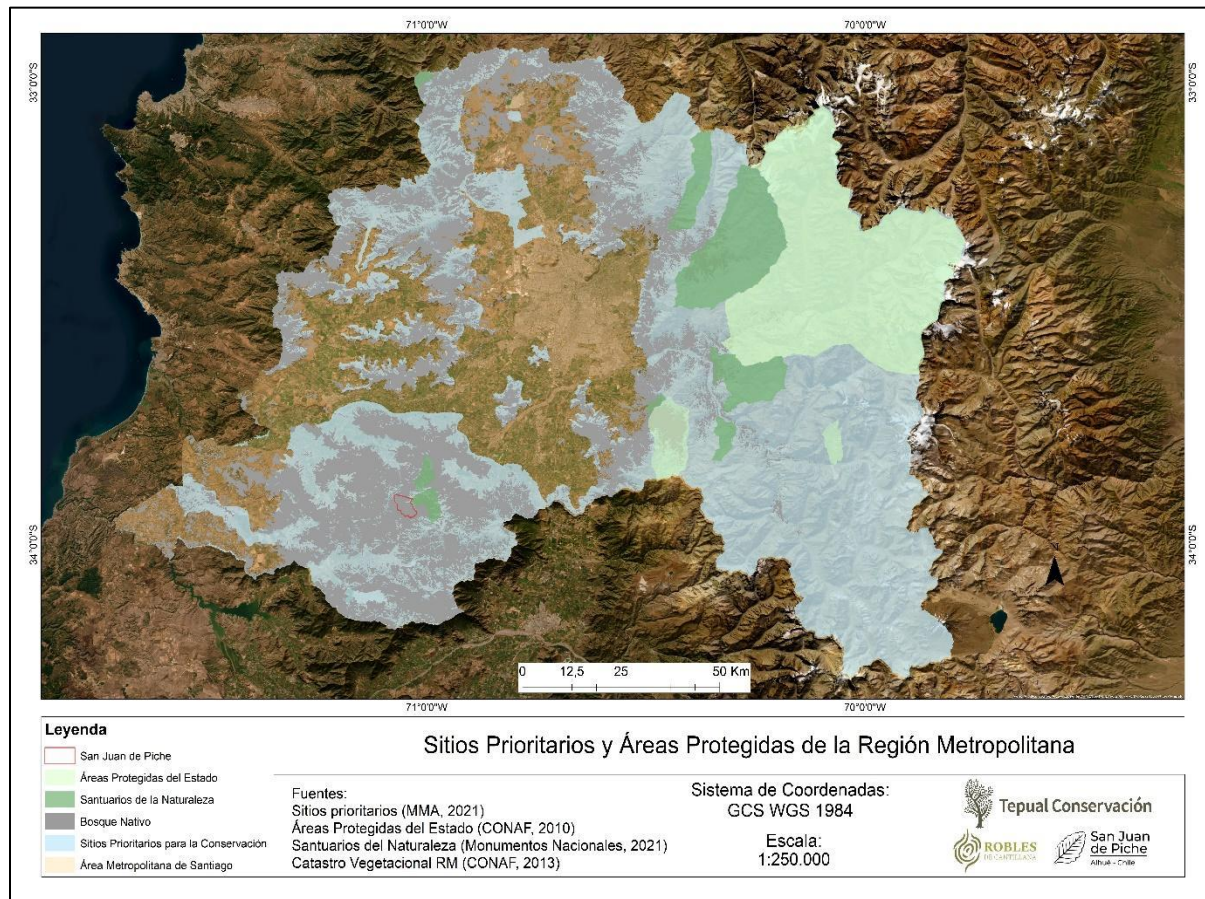 71°0'0"W
70°0'0"W
33°0'0"S
33°0'0"S
34°0'0"S
34°0'0"S
0 12,5 25 50 Km
71°0'0"W
70°0'0"W
Leyenda
San Juan de Piche
Áreas Protegidas del Estado
Santuarios de la Naturaleza
Bosque Nativo
Sitios Prioritarios para la Conservación
Área Metropolitana de Santiago
Sitios Prioritarios y Áreas Protegidas de la Región Metropolitana
Fuentes:
Sitios prioritarios (MMA, 2021)
Áreas Protegidas del Estado (CONAF, 2010)
Santuarios del Naturaleza (Monumentos Nacionales, 2021)
Catastro Vegetacional RM (CONAF, 2013)
Sistema de Coordenadas:
GCS WGS 1984
Escala:
1:250.000
Tepual Conservación
ROBLES
DE CANTILLANA
San Juan
de Piche
Alhué - Chile